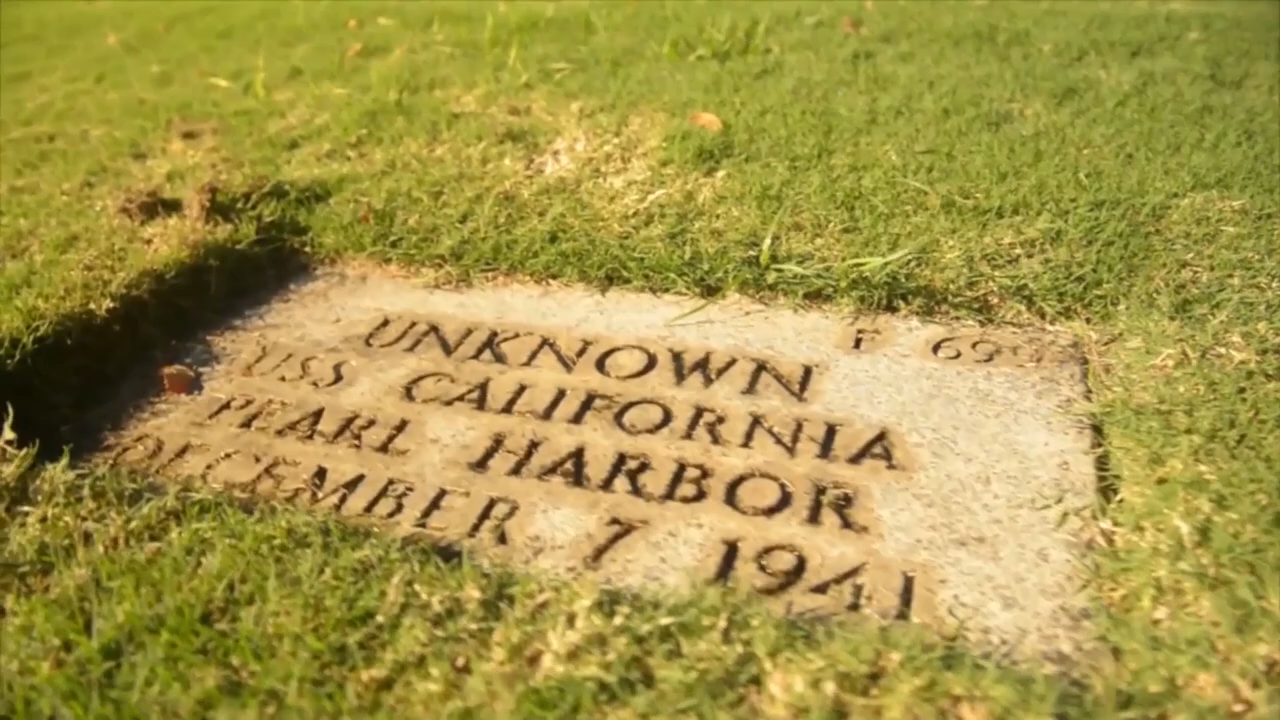 F 69
UNKNOWN
USS CALIFORNIA
PEARL HARBOR
DECEMBER 7 1941